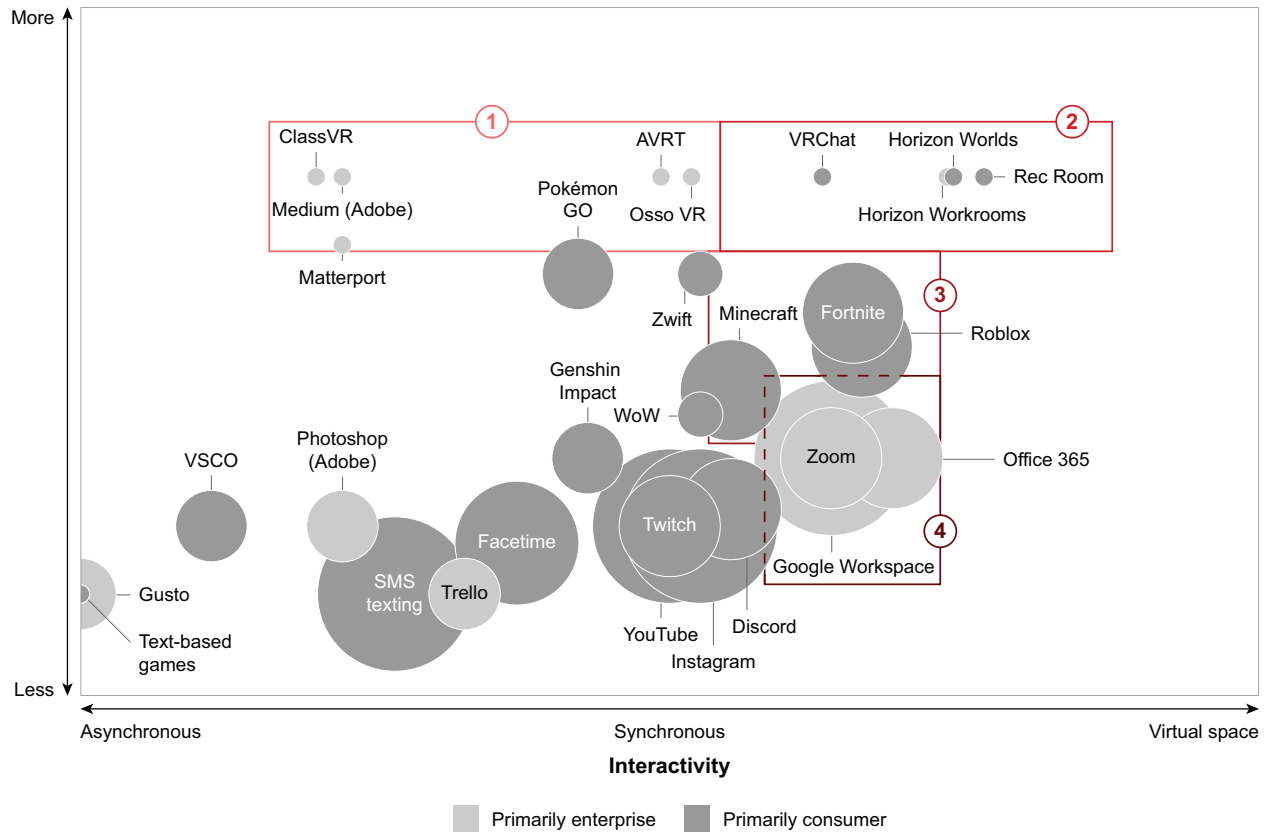 More
1
2
ClassVR
AVRT
VRChat
Horizon Worlds
Rec Room
Pokémon
GO
Medium (Adobe)
Osso VR
Horizon Workrooms
Matterport
3
Zwift
Minecraft
Fortnite
Roblox
Genshin
Impact
WoW
Photoshop
(Adobe)
VSCO
Zoom
Office 365
Twitch
Facetime
4
Google Workspace
SMS
texting
Trello
Gusto
YouTube
Discord
Text-based
games
Instagram
Less
Asynchronous
Synchronous
Virtual space
Interactivity
Primarily enterprise
Primarily consumer